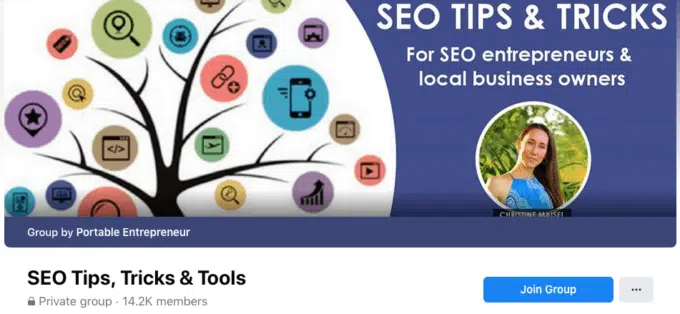 SEO TIPS & TRICKS
For SEO entrepreneurs &
local business owners
CHRISTINE MAISEL
Group by Portable Entrepreneur
SEO Tips, Tricks & Tools
Private group · 14.2K members
Join Group